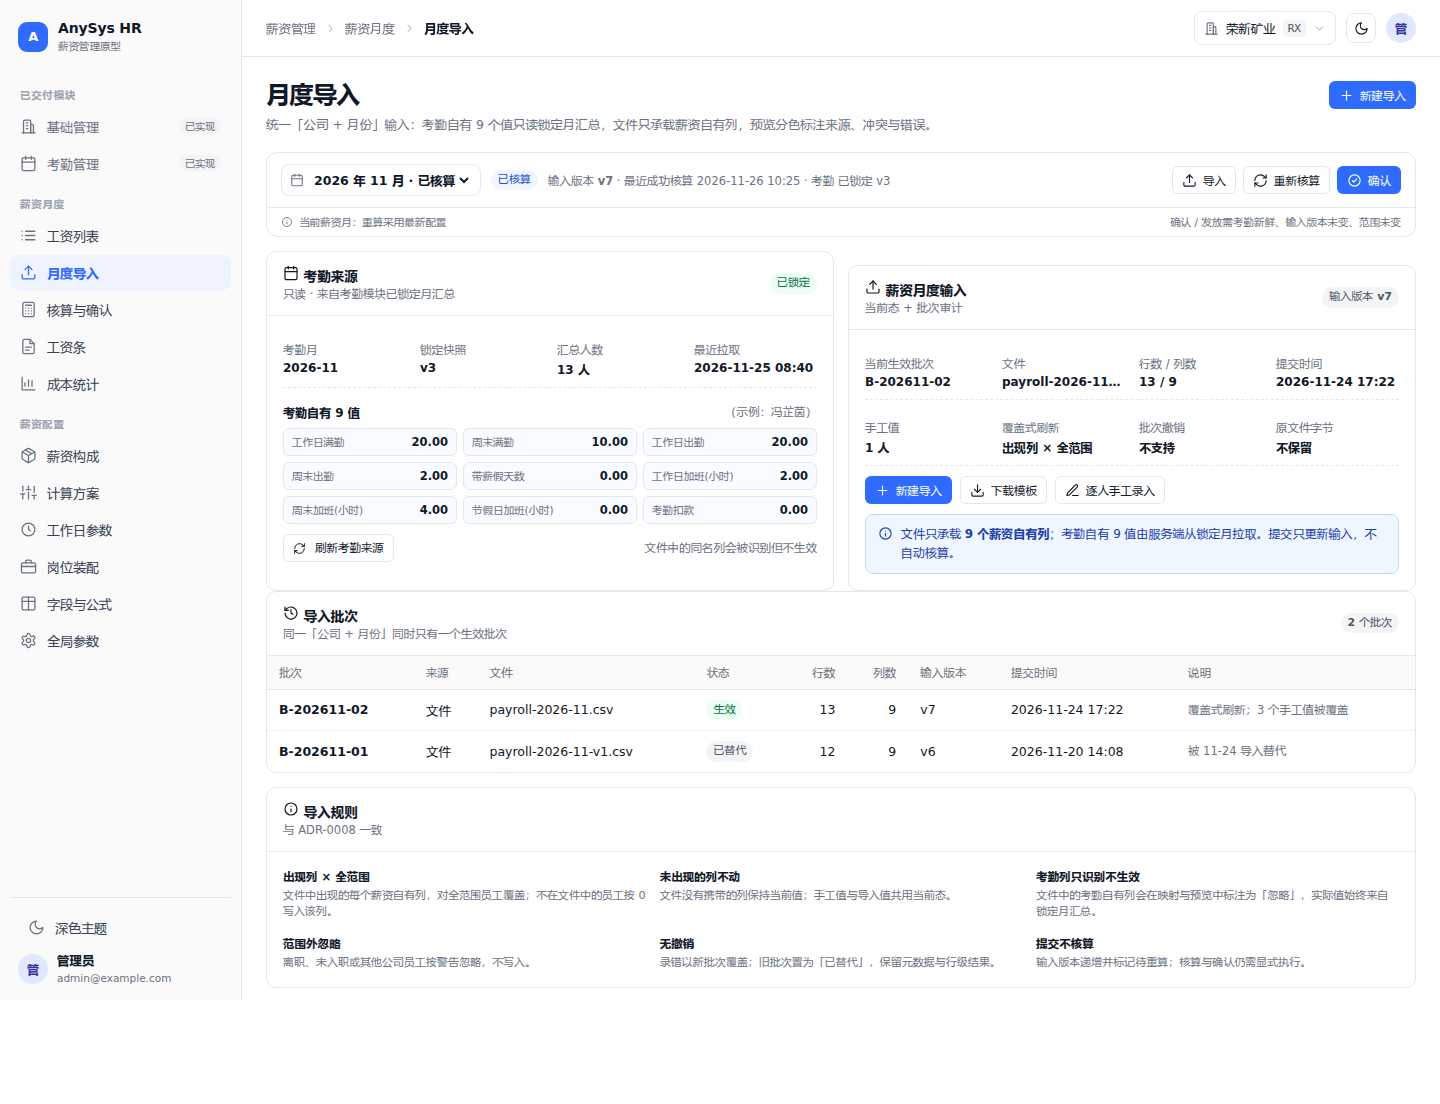 A
AnySys HR
薪资管理原型
已交付模块
基础管理 已实现
考勤管理 已实现
薪资月度
工资列表
月度导入
核算与确认
工资条
成本统计
薪资配置
薪资构成
计算方案
工作日参数
岗位装配
字段与公式
全局参数
深色主题
管
管理员
admin@example.com
薪资管理 月资月度 月度导入
荣新矿业 RX
管
月度导入
新建导入
统一「公司 + 月份」输入：考勤自有 9 个值只读锁定月汇总，文件只承载薪资自有列，预览分色标注来源、冲突与错误。
2026 年 11 月 · 已核算
已核算
输入版本 v7 · 最近成功核算 2026-11-26 10:25 · 考勤 已锁定 v3
导入
重新核算
确认
当前薪资月：重算采用最新配置
确认 / 发放需考勤新鲜、输入版本未变、范围未变
考勤来源
只读 · 来自考勤模块已锁定月汇总
已锁定
考勤月 锁定快照 汇总人数 最近拉取
2026-11 v3 13 人 2026-11-25 08:40
考勤自有 9 值
（示例：冯芷茵）
工作日满勤 20.00 周末满勤 10.00 工作日出勤 20.00
周末出勤 2.00 带薪假天数 0.00 工作日加班(小时) 2.00
周末加班(小时) 4.00 节假日加班(小时) 0.00 考勤扣款 0.00
刷新考勤来源
文件中的同名列会被识别但不生效
薪资月度输入
当前态 + 批次审计
输入版本 v7
当前生效批次 文件 行数 / 列数 提交时间
B-202611-02 payroll-2026-11... 13 / 9 2026-11-24 17:22
手工值 覆盖式刷新 批次撤销 原文件字节
1 人 出现列 × 全范围 不支持 不保留
新建导入
下载模板
逐人手工录入
文件只承载 9 个薪资自有列；考勤自有 9 值由服务端从锁定月拉取。提交只更新输入，不
自动核算。
导入批次
同一「公司 + 月份」同时只有一个生效批次
2 个批次
批次 来源 文件 状态 行数 列数 输入版本 提交时间 说明
B-202611-02 文件 payroll-2026-11.csv 生效 13 9 v7 2026-11-24 17:22 覆盖式刷新；3 个手工值被覆盖
B-202611-01 文件 payroll-2026-11-v1.csv 已替代 12 9 v6 2026-11-20 14:08 被 11-24 导入替代
导入规则
与 ADR-0008 一致
出现列 × 全范围
文件中出现的每个薪资自有列，对全范围员工覆盖；不在文件中的员工按 0
写入该列。
未出现的列不动
文件没有携带的列保持当前值；手工值与导入值共用当前态。
考勤列只识别不生效
文件中的考勤自有列会在映射与预览中标注为「忽略」，实际值始终来自
锁定月汇总。
范围外忽略
离职、未入职或其他公司员工按警告忽略，不写入。
无撤销
录错以新批次覆盖；旧批次置为「已替代」，保留元数据与行级结果。
提交不核算
输入版本递增并标记待重算；核算与确认仍需显式执行。